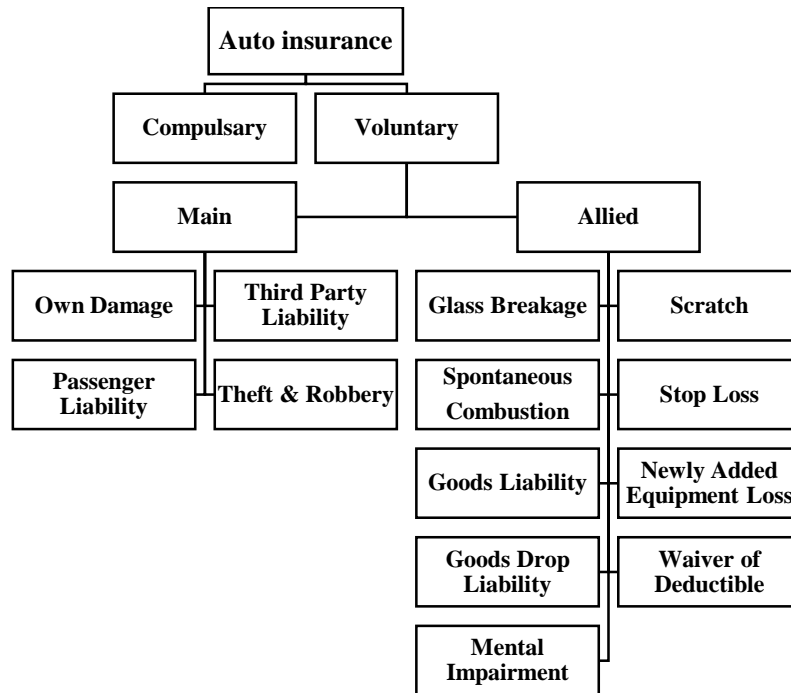 Auto insurance
Compulsary
Voluntary
Main
Allied
Own Damage
Third Party
Liability
Passenger
Liability
Theft & Robbery
Glass Breakage
Scratch
Spontaneous
Combustion
Stop Loss
Goods Liability
Newly Added
Equipment Loss
Goods Drop
Liability
Waiver of
Deductible
Mental
Impairment